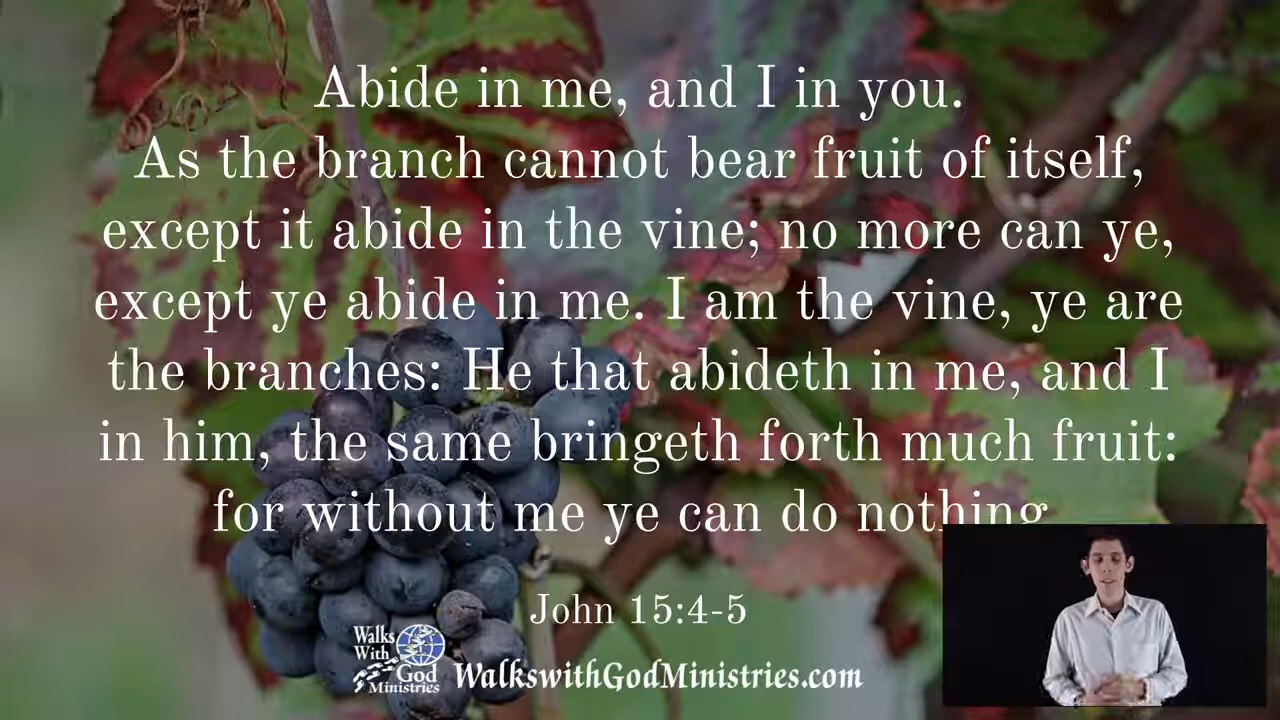 Abide in me, and I in you.
As the branch cannot bear fruit of itself,
except it abide in the vine; no more can ye,
except ye abide in me. I am the vine, ye are
the branches: He that abideth in me, and I
in him, the same bringeth forth much fruit:
for without me ye can do nothing
John 15:4-5
Walks
With
God
Ministries
WalkswithGodMinistries.com